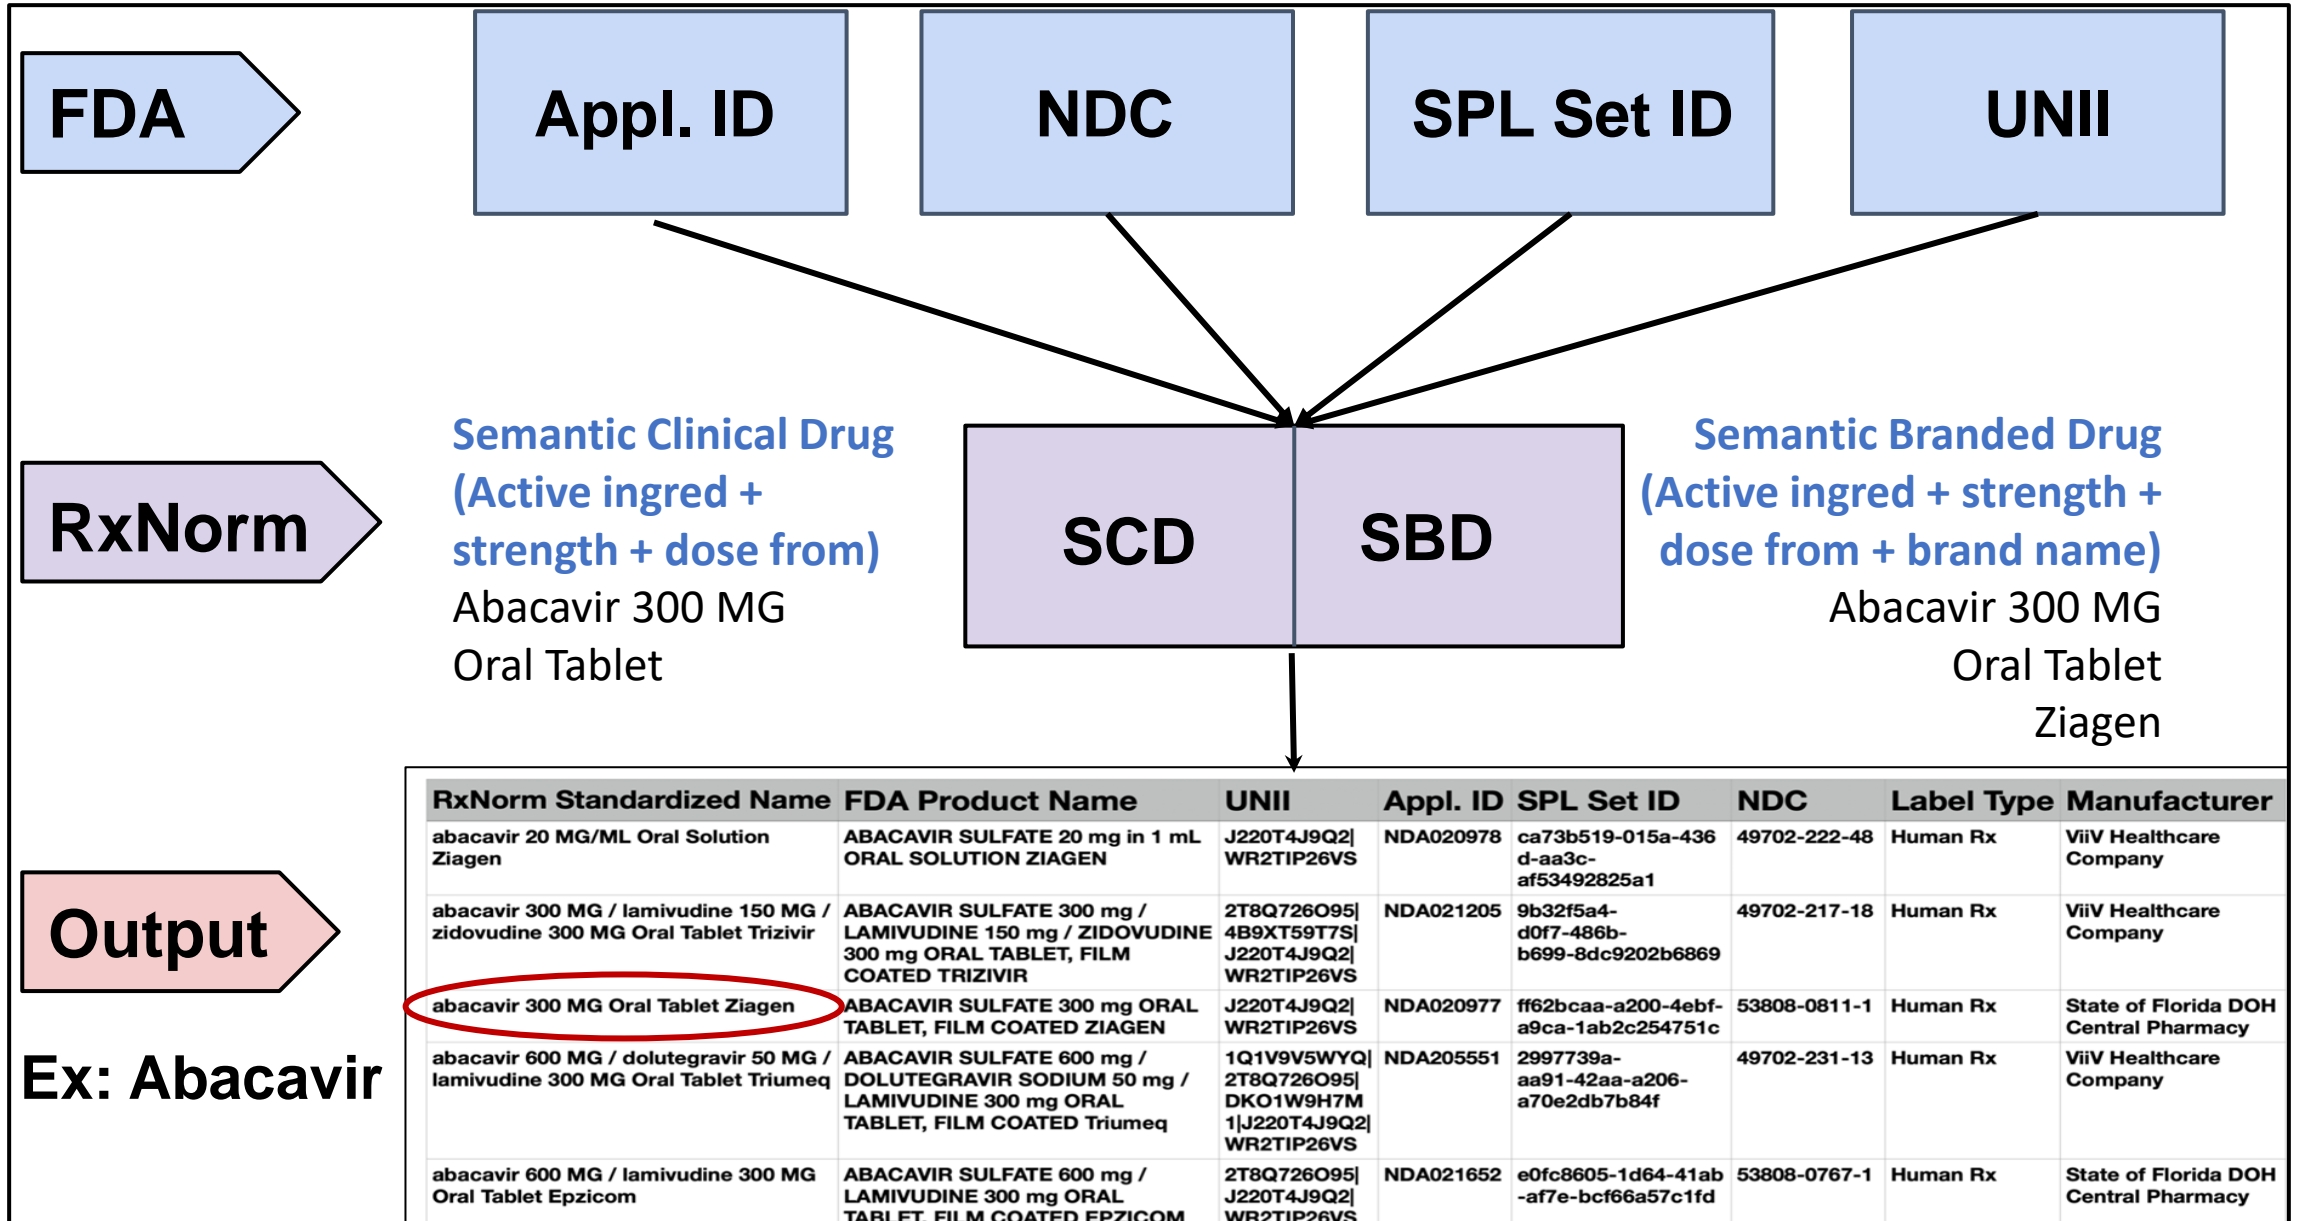 FDA
Appl. ID
NDC
SPL Set ID
UNII
RxNorm
Semantic Clinical Drug
(Active ingred +
strength + dose from)
Abacavir 300 MG
Oral Tablet
SCD
SBD
Semantic Branded Drug
(Active ingred + strength +
dose from + brand name)
Abacavir 300 MG
Oral Tablet
Ziagen
Output
Ex: Abacavir
RxNorm Standardized Name
FDA Product Name
UNII
Appl. ID
SPL Set ID
NDC
Label Type
Manufacturer
abacavir 20 MG/ML Oral Solution
Ziagen
ABACAVIR SULFATE 20 mg in 1 mL
ORAL SOLUTION ZIAGEN
J220T4J9Q2|
WR2TIP26VS
NDA020978
ca73b519-015a-436
d-aa3c-
af53492825a1
49702-222-48
Human Rx
ViiV Healthcare
Company
abacavir 300 MG / lamivudine 150 MG /
zidovudine 300 MG Oral Tablet Trizivir
ABACAVIR SULFATE 300 mg /
LAMIVUDINE 150 mg / ZIDOVUDINE
300 mg ORAL TABLET, FILM
COATED TRIZIVIR
2T8Q726O95|
4B9XT59T7S|
J220T4J9Q2|
WR2TIP26VS
NDA021205
9b32f5a4-
d0f7-486b-
b699-8dc9202b6869
49702-217-18
Human Rx
ViiV Healthcare
Company
abacavir 300 MG Oral Tablet Ziagen
ABACAVIR SULFATE 300 mg ORAL
TABLET, FILM COATED ZIAGEN
J220T4J9Q2|
WR2TIP26VS
NDA020977
ff62bcaa-a200-4ebf-
a9ca-1ab2c254751c
53808-0811-1
Human Rx
State of Florida DOH
Central Pharmacy
abacavir 600 MG / dolutegravir 50 MG /
lamivudine 300 MG Oral Tablet Triumeq
ABACAVIR SULFATE 600 mg /
DOLUTEGRAVIR SODIUM 50 mg /
LAMIVUDINE 300 mg ORAL
TABLET, FILM COATED Triumeq
1Q1V9V5WYQ|
2T8Q726O95|
DKO1W9H7M
1|J220T4J9Q2|
WR2TIP26VS
NDA205551
2997739a-
aa91-42aa-a206-
a70e2db7b84f
49702-231-13
Human Rx
ViiV Healthcare
Company
abacavir 600 MG / lamivudine 300 MG
Oral Tablet Epzicom
ABACAVIR SULFATE 600 mg /
LAMIVUDINE 300 mg ORAL
TABLET, FILM COATED EPZICOM
2T8Q726O95|
J220T4J9Q2|
WR2TIP26VS
NDA021652
e0fc8605-1d64-41ab
-af7e-bcf66a57c1fd
53808-0767-1
Human Rx
State of Florida DOH
Central Pharmacy